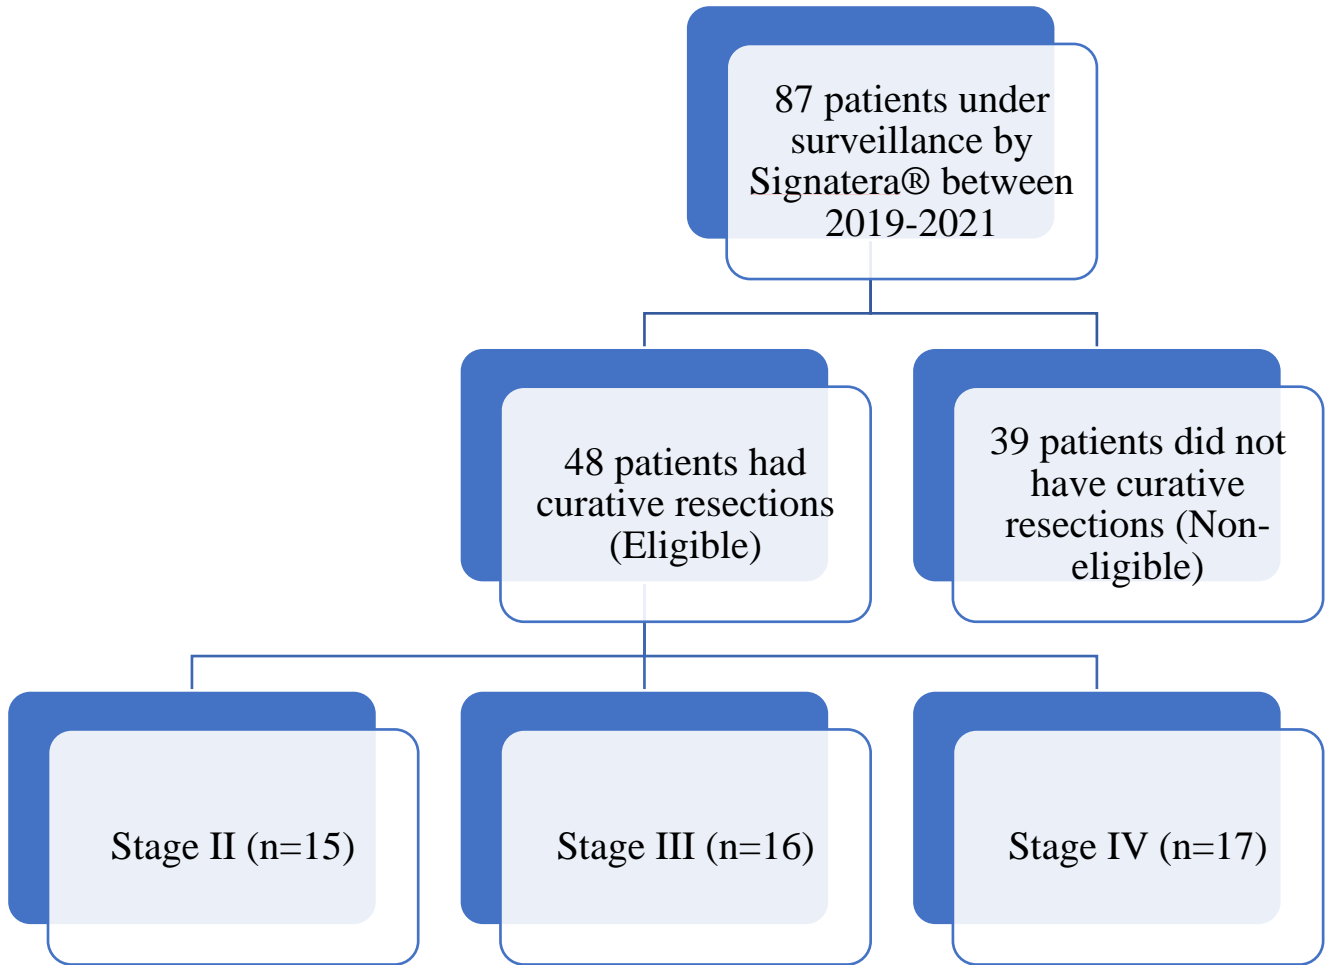 87 patients under
surveillance by
Signatera® between
2019-2021
48 patients had
curative resections
(Eligible)
39 patients did not
have curative
resections (Non-
eligible)
Stage II (n=15)
Stage III (n=16)
Stage IV (n=17)